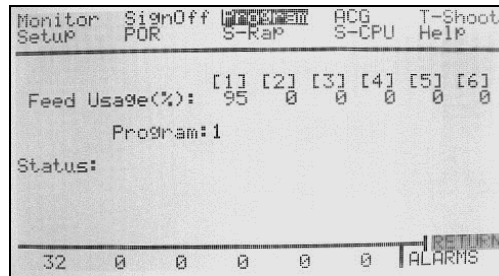 Monitor SignOff Program ACG T-Shoot
Setup POR S-Rap S-CPU Help
[1] [2] [3] [4] [5] [6]
Feed Usage(%): 95 0 0 0 0 0
Program:1
Status:
RETURN
32 0 0 0 0 0 ALARMS